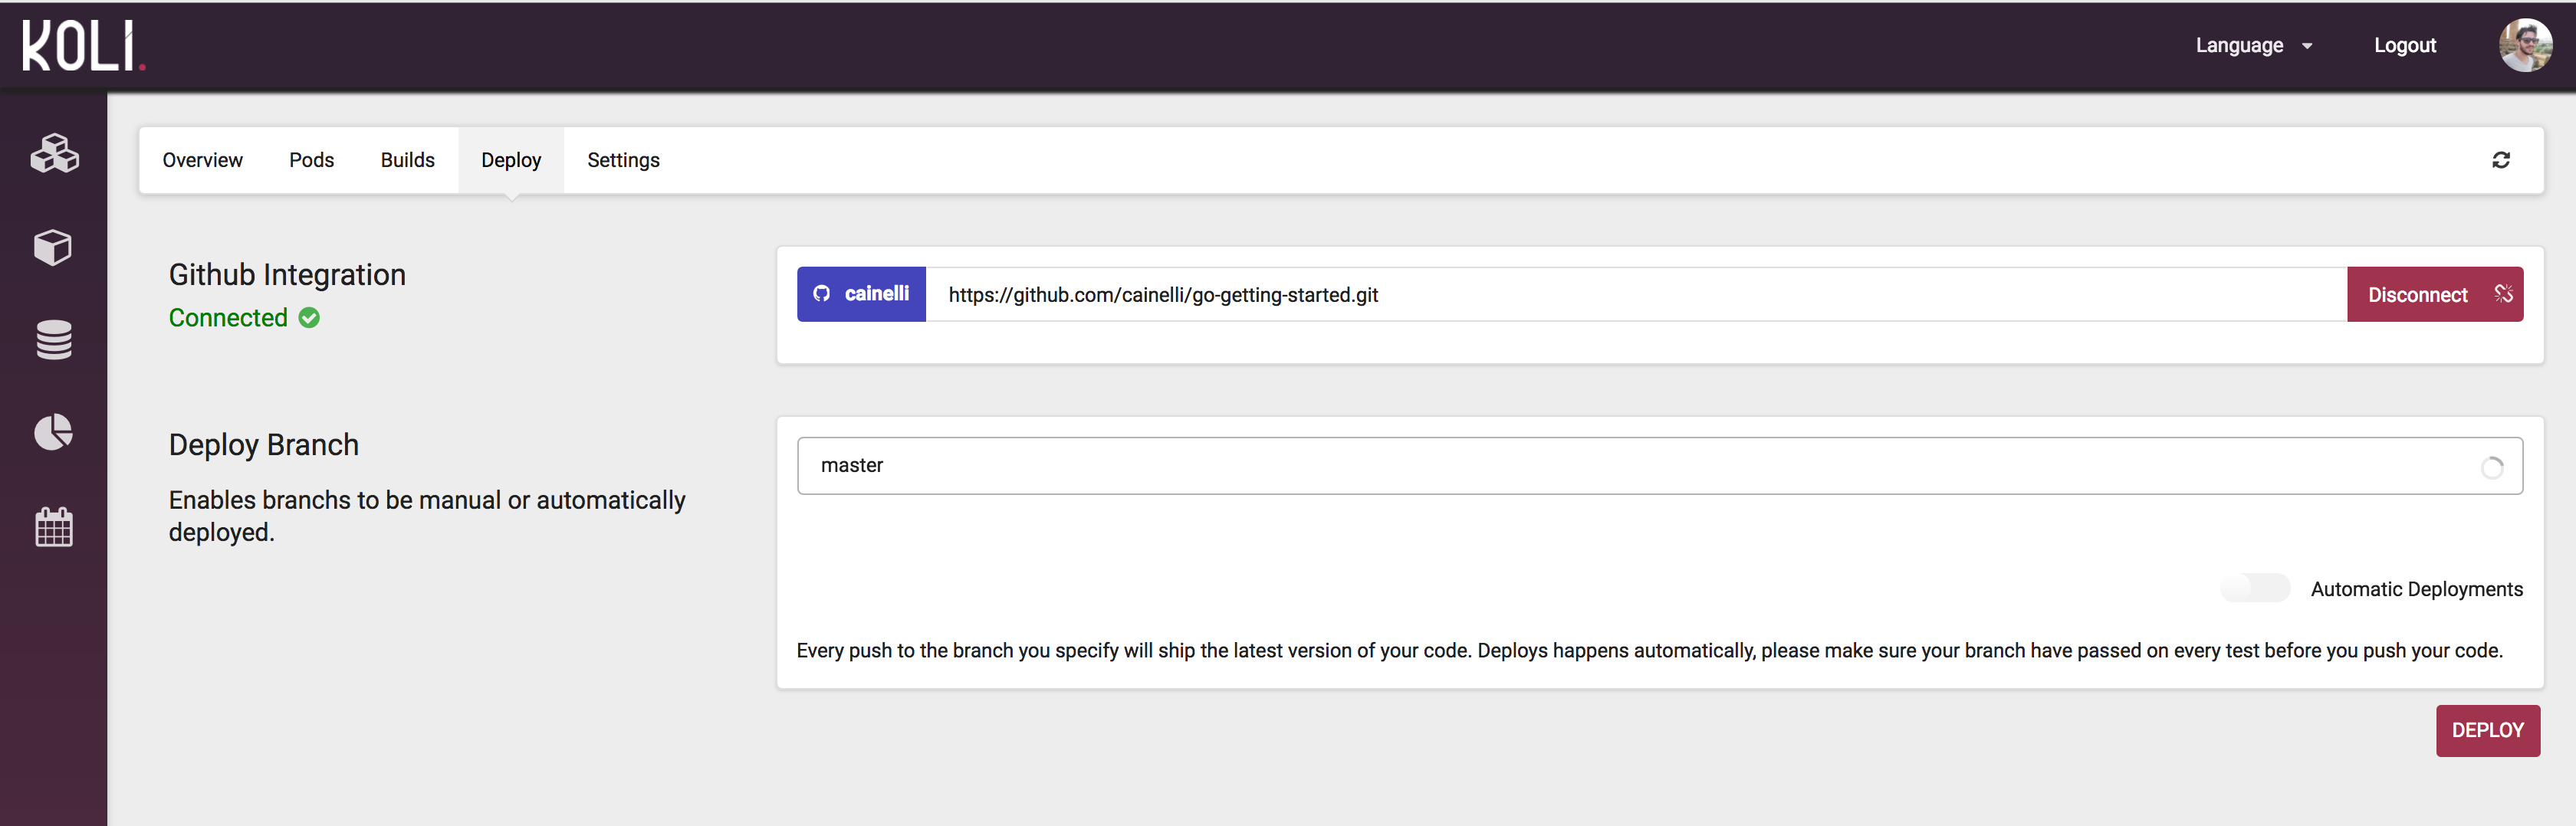 KOLI.
Language
Logout
Overview
Pods
Builds
Deploy
Settings
Github Integration
Connected
cainelli
https://github.com/cainelli/go-getting-started.git
Disconnect
Deploy Branch
Enables branchs to be manual or automatically
deployed.
master
Automatic Deployments
Every push to the branch you specify will ship the latest version of your code. Deploys happens automatically, please make sure your branch have passed on every test before you push your code.
DEPLOY